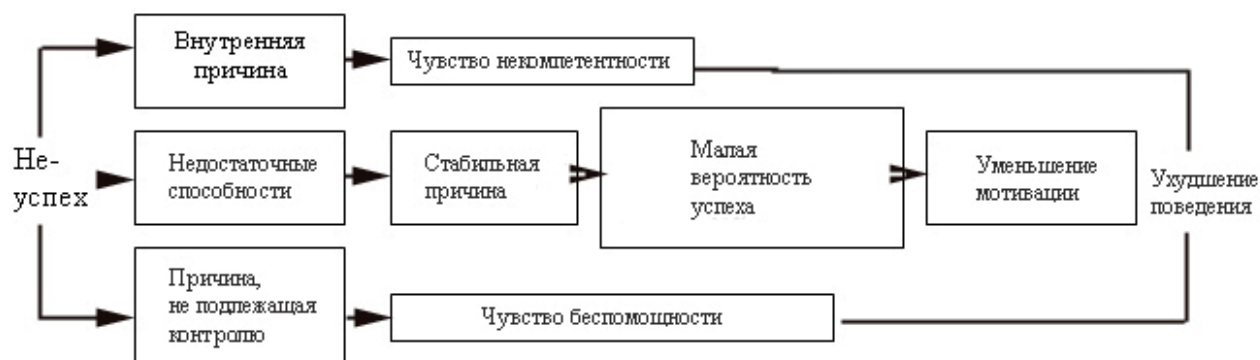 Не-
успех
Внутренняя
причина
Чувство некомпетентности
Недостаточные
способности
Стабильная
причина
Малая
вероятность
успеха
Уменьшение
мотивации
Ухудшение
поведения
Причина,
не подлежащая
контролю
Чувство беспомощности